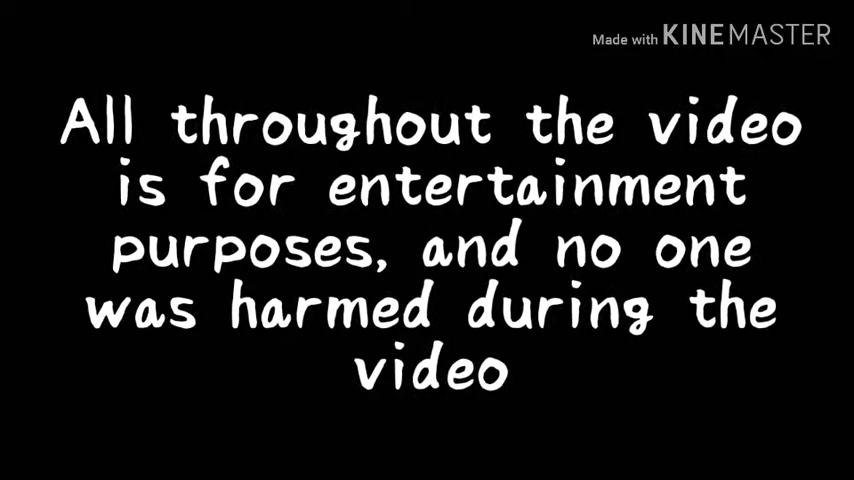 Made with KINEMASTER
All throughout the video
is for entertainment
purposes, and no one
was harmed during the
video